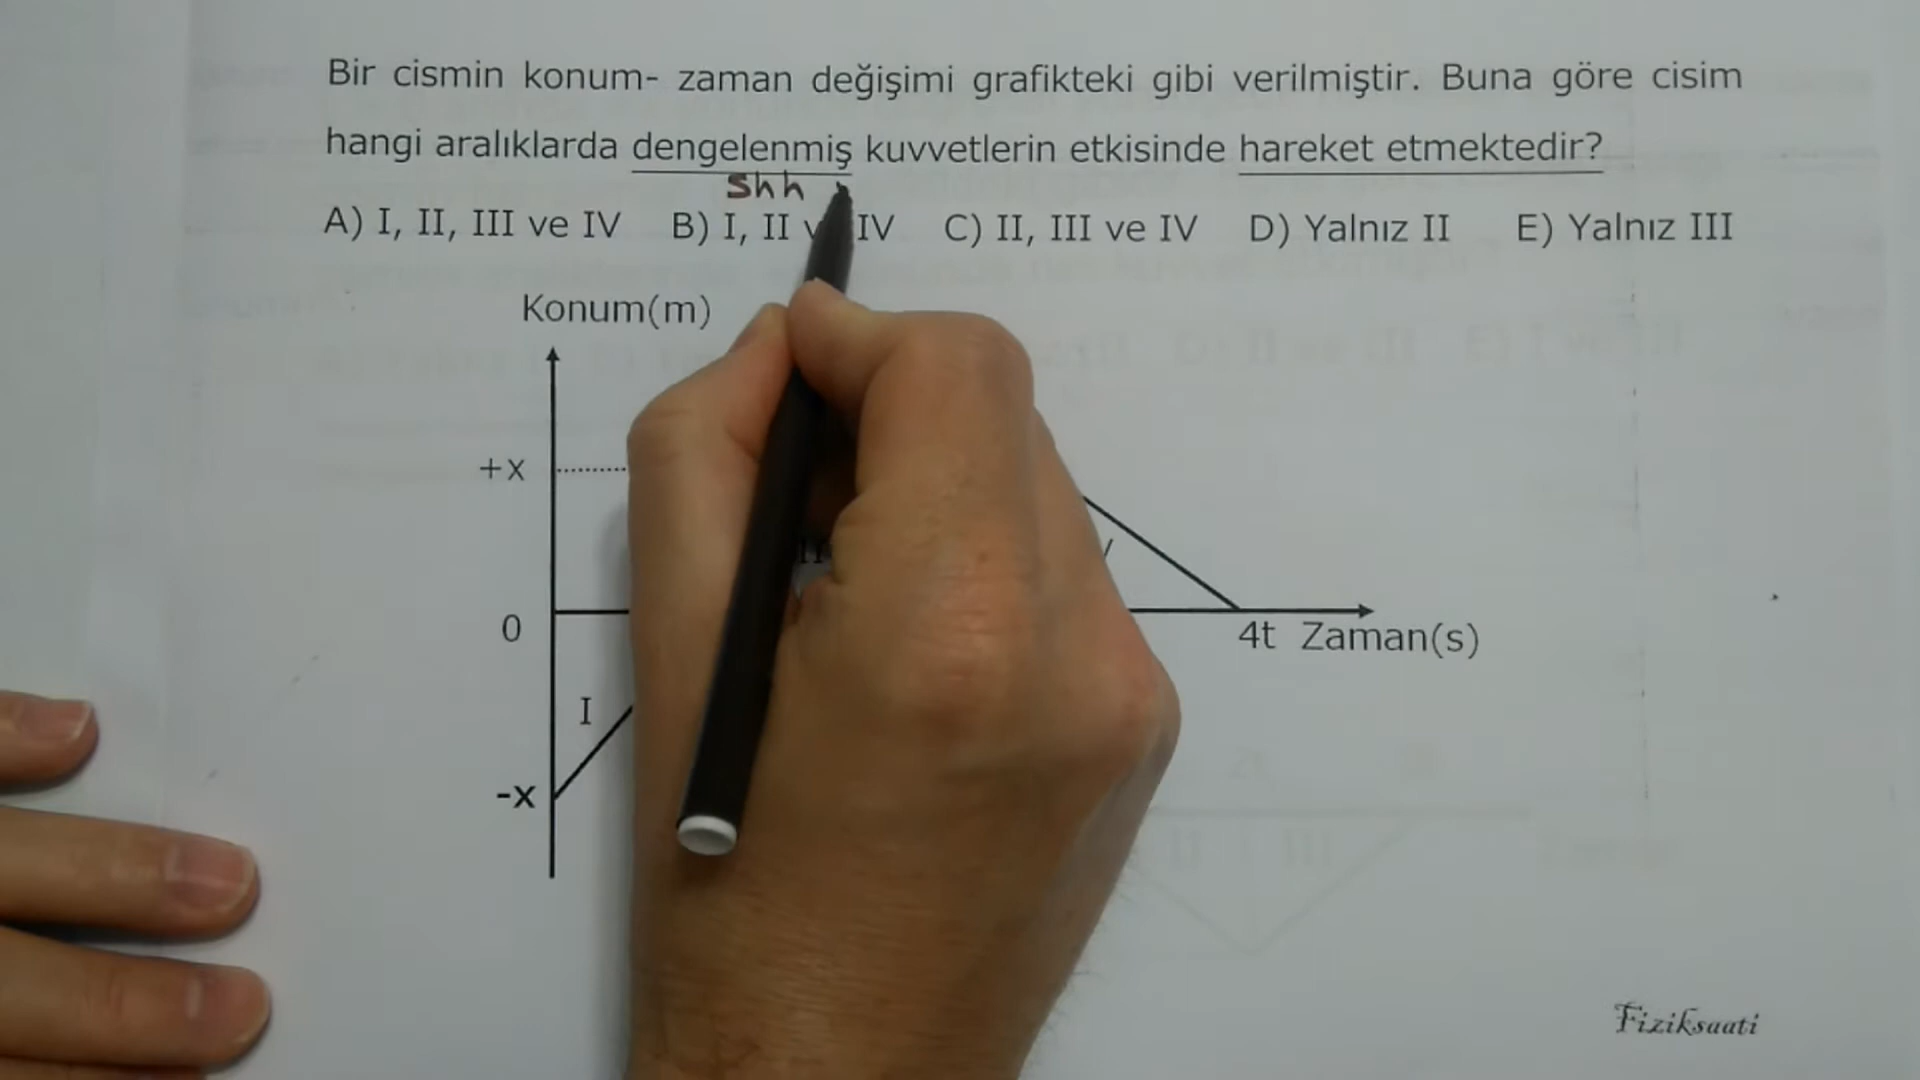 Bir cismin konum- zaman değişimi grafikteki gibi verilmiştir. Buna göre cisim
hangi aralıklarda dengelenmiş kuvvetlerin etkisinde hareket etmektedir?
shh
A) I, II, III ve IV B) I, II IV C) II, III ve IV D) Yalnız II E) Yalnız III
Konum(m)
+x
0
4t Zaman(s)
I
-x
Fiziksaati